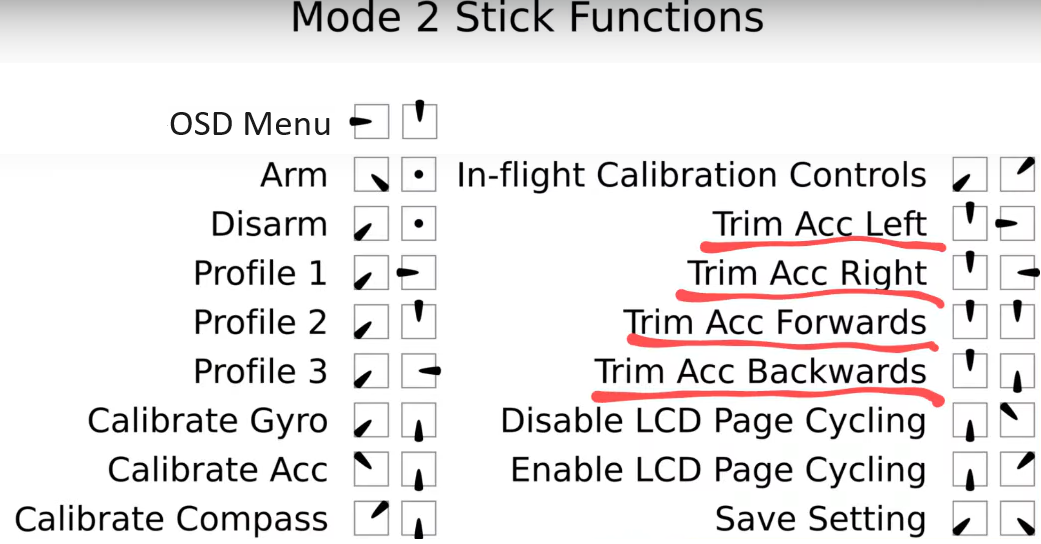 Mode 2 Stick Functions
OSD Menu
Arm
Disarm
Profile 1
Profile 2
Profile 3
Calibrate Gyro
Calibrate Acc
Calibrate Compass
In-flight Calibration Controls
Trim Acc Left
Trim Acc Right
Trim Acc Forwards
Trim Acc Backwards
Disable LCD Page Cycling
Enable LCD Page Cycling
Save Setting